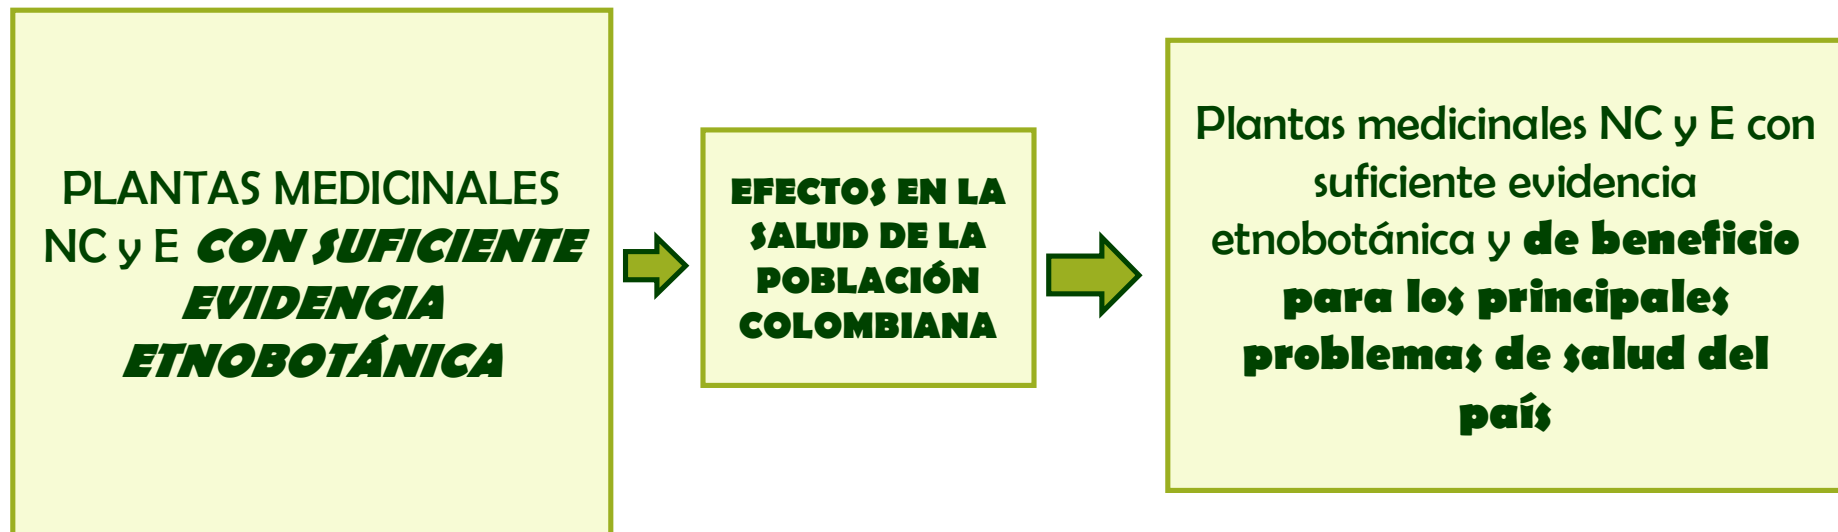 PLANTAS MEDICINALES
NC y E CON SUFICIENTE
EVIDENCIA
ETNOBOTÁNICA
EFECTOS EN LA
SALUD DE LA
POBLACIÓN
COLOMBIANA
Plantas medicinales NC y E con
suficiente evidencia
etnobotánica y de beneficio
para los principales
problemas de salud del
país